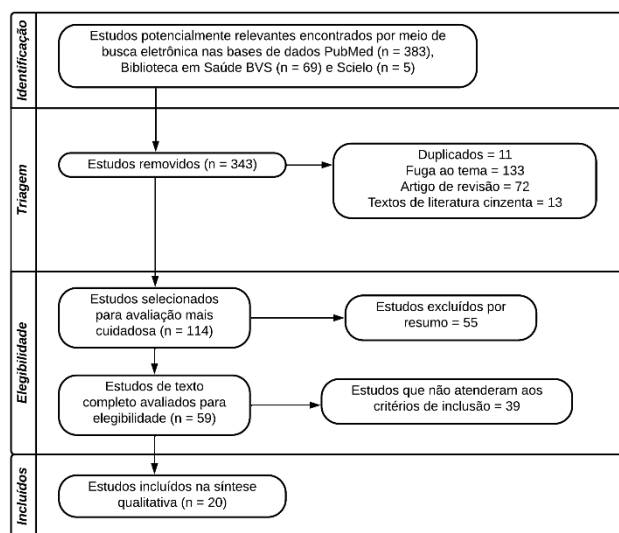 Identificação
Estudos potencialmente relevantes encontrados por meio de
busca eletrônica nas bases de dados PubMed (n = 383),
Biblioteca em Saúde BVS (n = 69) e Scielo (n = 5)
Triagem
Estudos removidos (n = 343)
Duplicados = 11
Fuga ao tema = 133
Artigo de revisão = 72
Textos de literatura cinzenta = 13
Elegibilidade
Estudos selecionados
para avaliação mais
cuidadosa (n = 114)
Estudos excluídos por
resumo = 55
Estudos de texto
completo avaliados para
elegibilidade (n = 59)
Estudos que não atenderam aos
critérios de inclusão = 39
Incluídos
Estudos incluídos na síntese
qualitativa (n = 20)